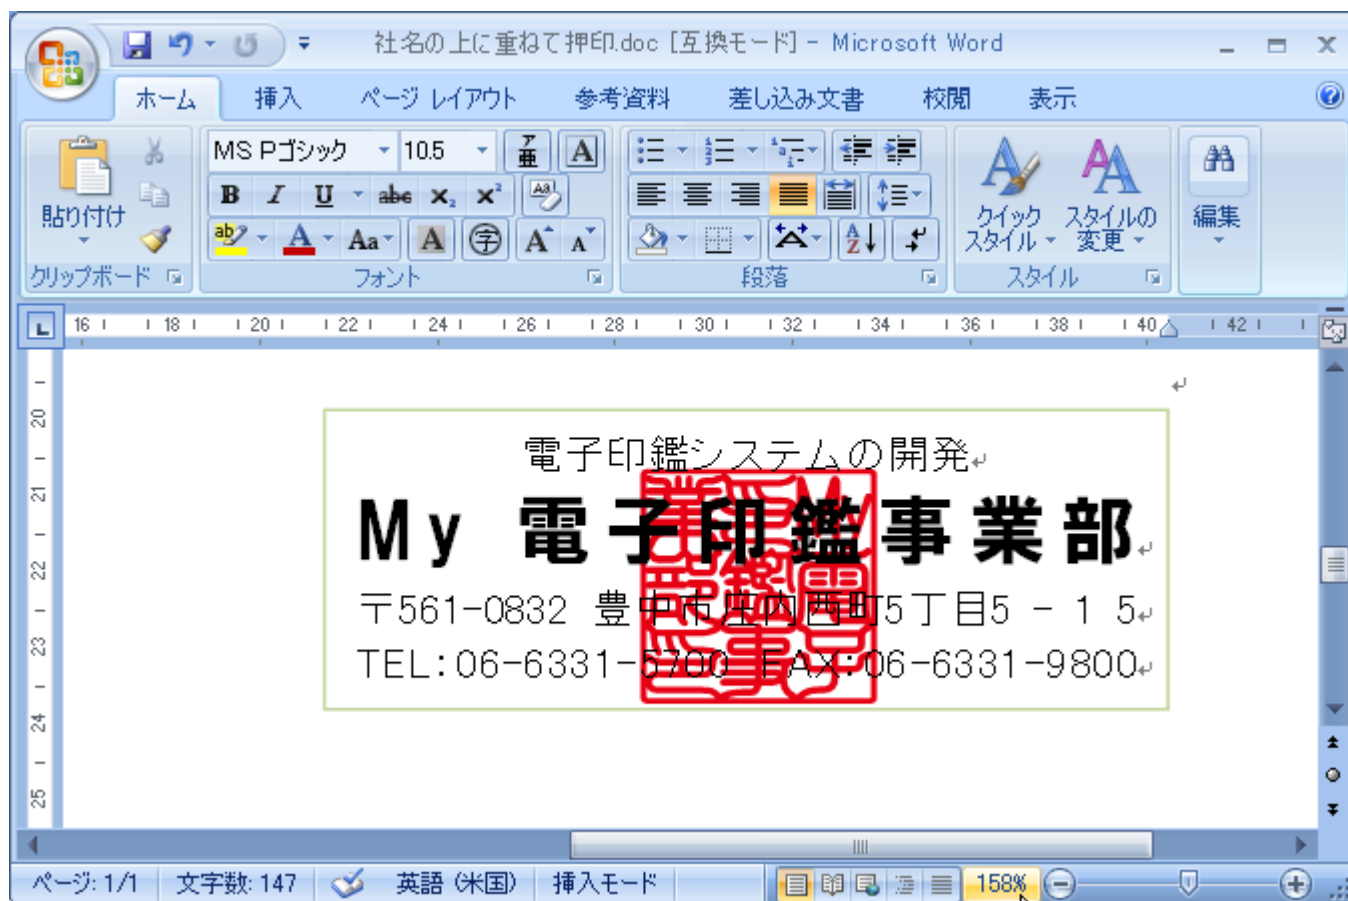 社名の上に重ねて押印.doc [互換モード] - Microsoft Word
ホーム 挿入 ページ レイアウト 参考資料 差し込み文書 校閲 表示
MS Pゴシック 10.5
貼り付け
クイックスタイル スタイルの変更 編集
クリップボード フォント 段落 スタイル
16 18 20 22 24 26 28 30 32 34 36 38 40 42
20
21
22
23
24
25
電子印鑑システムの開発
My 電子印鑑事業部
〒561-0832 豊中市庄内西町5丁目5 - 1 5
TEL:06-6331-5700 FAX:06-6331-9800
ページ: 1/1 文字数: 147 英語 (米国) 挿入モード 158%